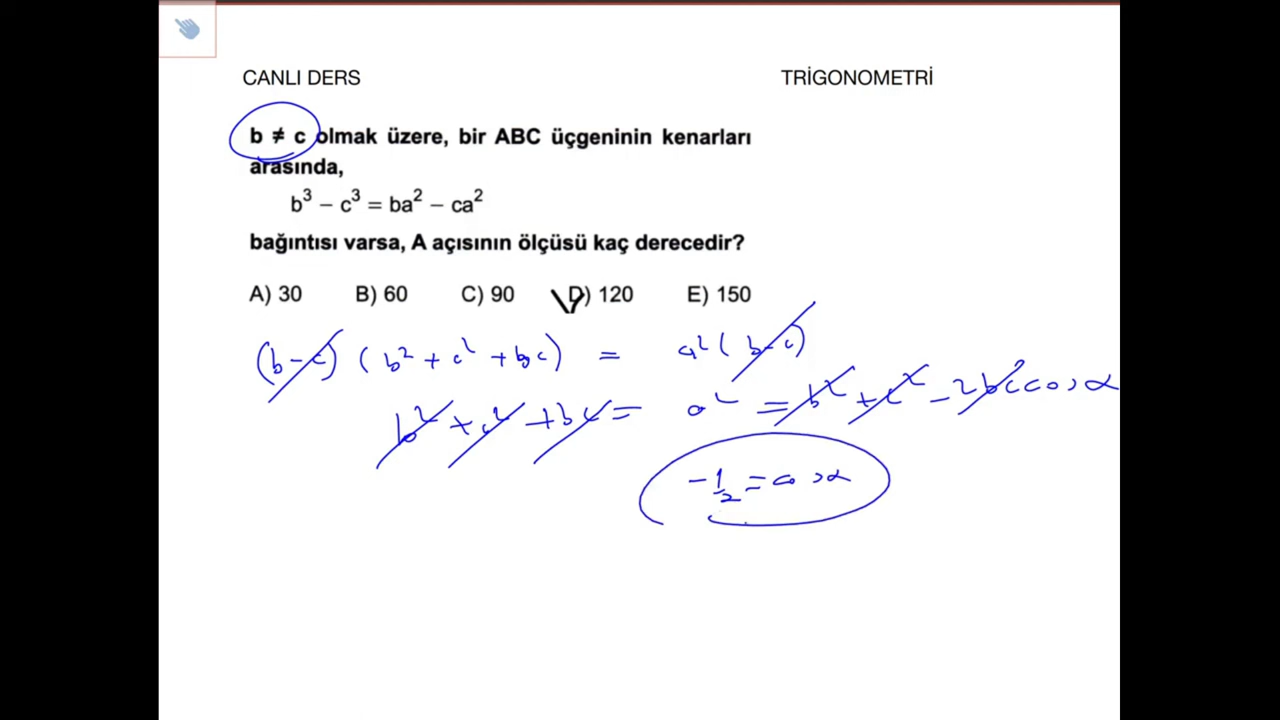 CANLI DERS TRİGONOMETRİ
b ≠ c olmak üzere, bir ABC üçgeninin kenarları
arasında,
b³ − c³ = ba² − ca²
bağıntısı varsa, A açısının ölçüsü kaç derecedir?
A) 30 B) 60 C) 90 D) 120 E) 150
(b − c) (b² + c² + bc) = a² (b − c)
b² + c² + bc = a² = b² + c² − 2bc cos α
−1/2 = cos α